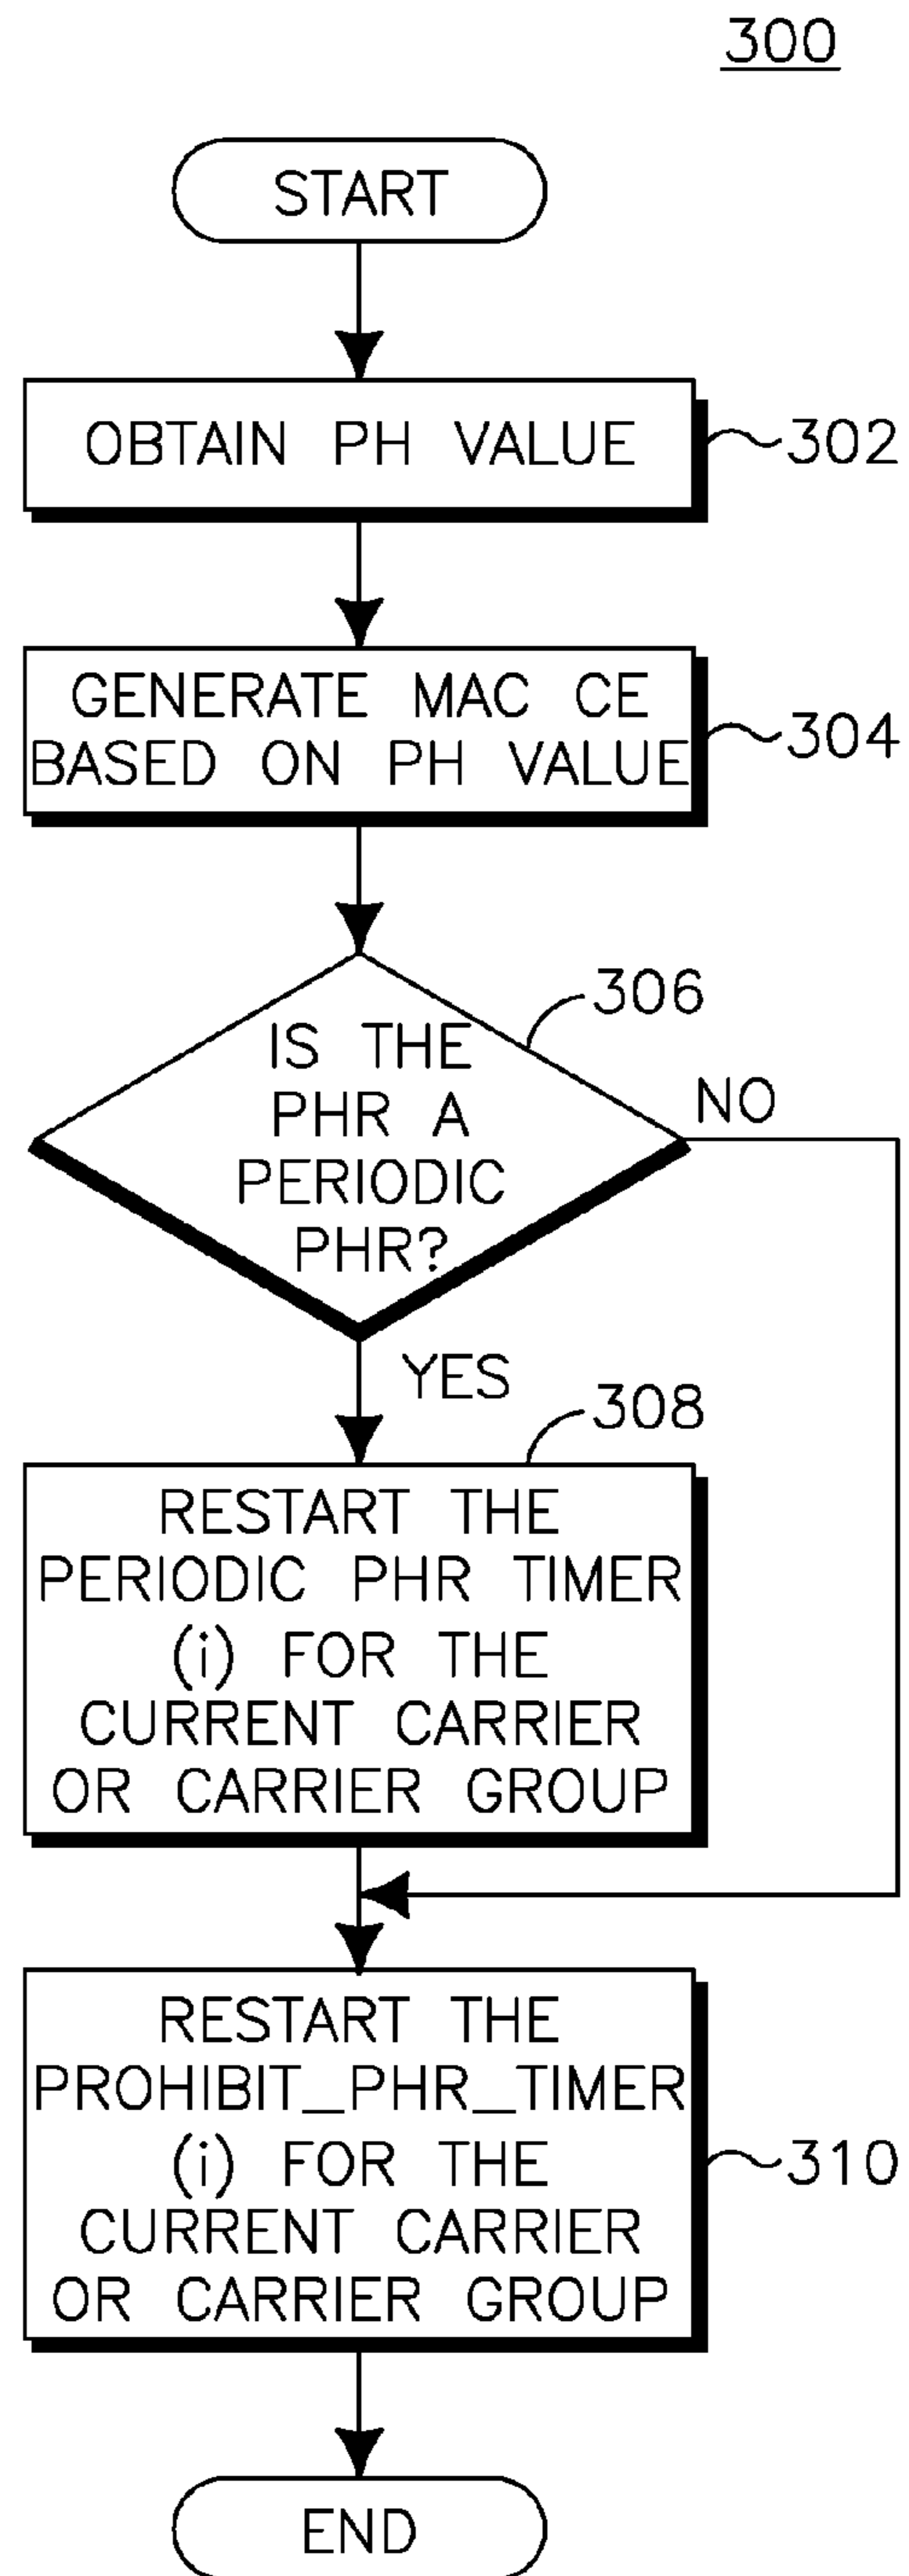 300
START
OBTAIN PH VALUE
302
GENERATE MAC CE
BASED ON PH VALUE
304
306
IS THE
PHR A
PERIODIC
PHR?
NO
YES
308
RESTART THE
PERIODIC PHR TIMER
(i) FOR THE
CURRENT CARRIER
OR CARRIER GROUP
RESTART THE
PROHIBIT_PHR_TIMER
(i) FOR THE
CURRENT CARRIER
OR CARRIER GROUP
310
END